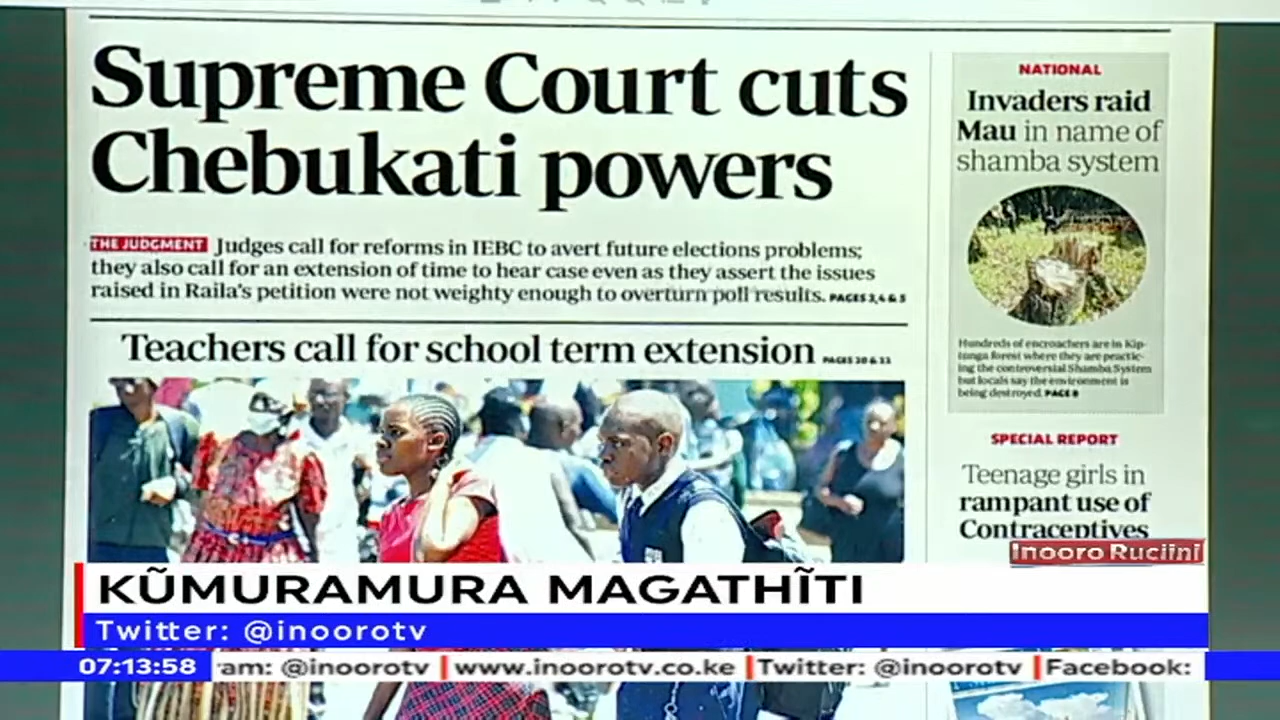 Supreme Court cuts
Chebukati powers
THE JUDGMENT Judges call for reforms in IEBC to avert future elections problems;
they also call for an extension of time to hear case even as they assert the issues
raised in Raila's petition were not weighty enough to overturn poll results. PAGES 3,4 & 5
Teachers call for school term extension PAGES 10 & 11
NATIONAL
Invaders raid
Mau in name of
shamba system
Hundreds of encroachers are in Kip-
tunga forest where they are practic-
ing the controversial Shamba System
but locals say the environment is
being destroyed. PAGE 8
SPECIAL REPORT
Teenage girls in
rampant use of
Contraceptives
Inooro Ruciini
KŨMURAMURA MAGATHĨTI
Twitter: @inoorotv
07:13:58 am: @inoorotv | www.inoorotv.co.ke | Twitter: @inoorotv | Facebook: